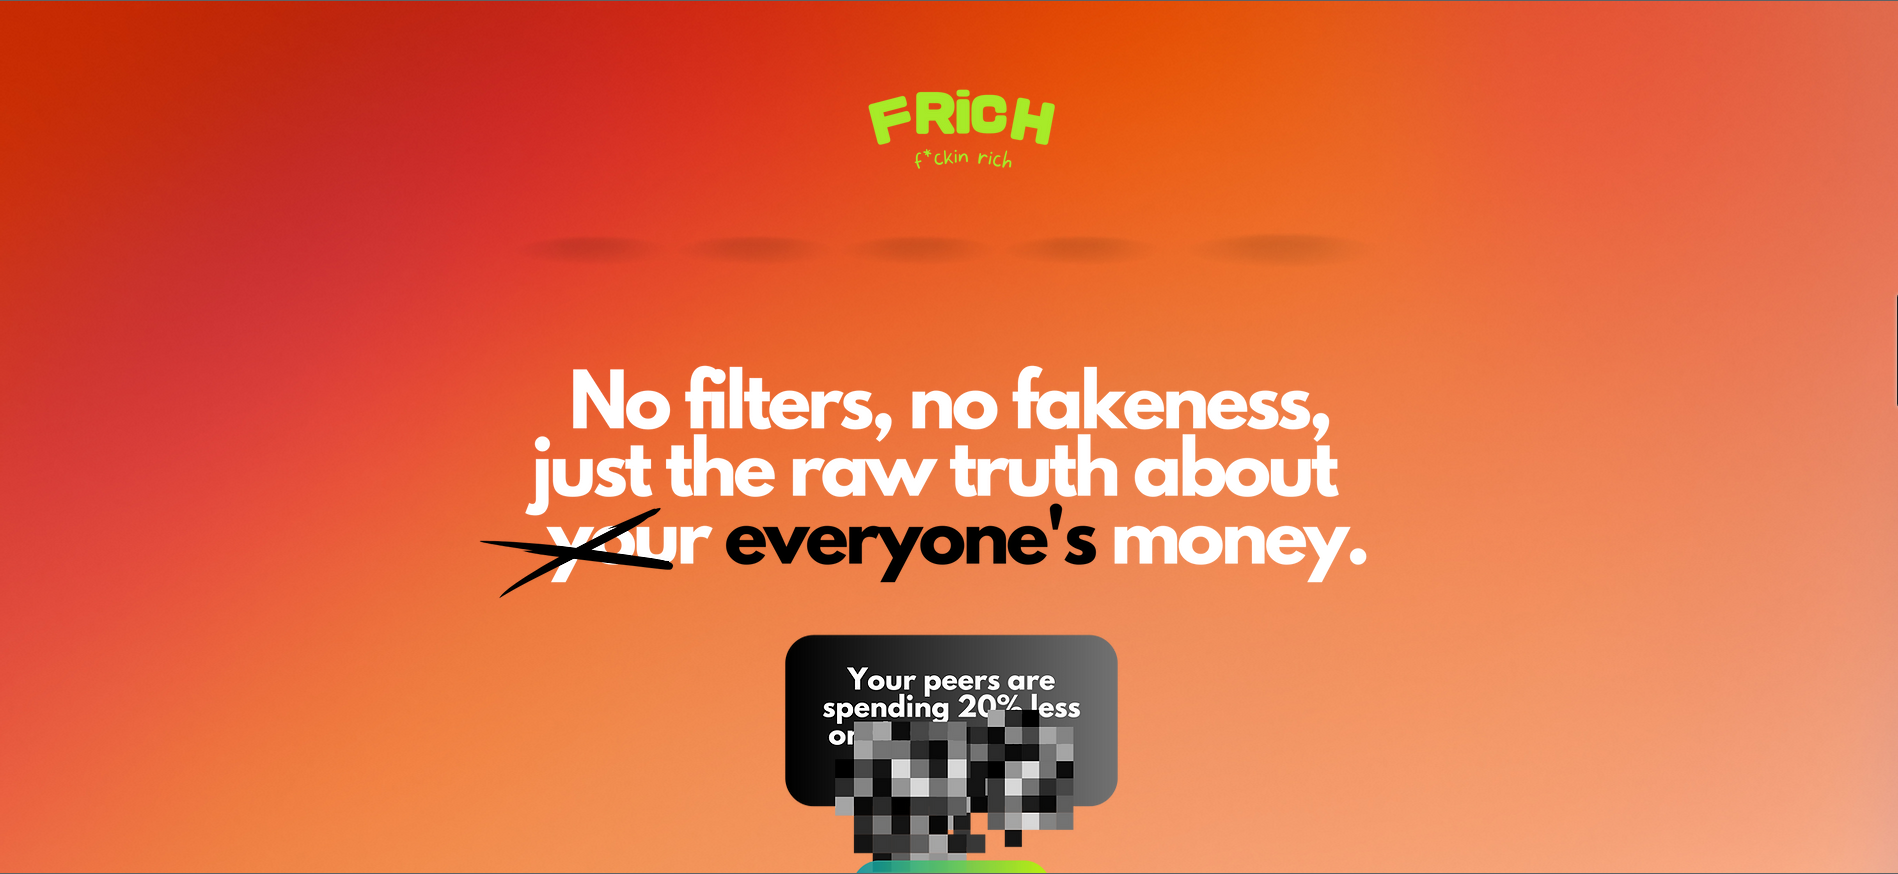 FRiCH
f*ckin rich
No filters, no fakeness,
just the raw truth about
your everyone's money.
Your peers are
spending 20% less